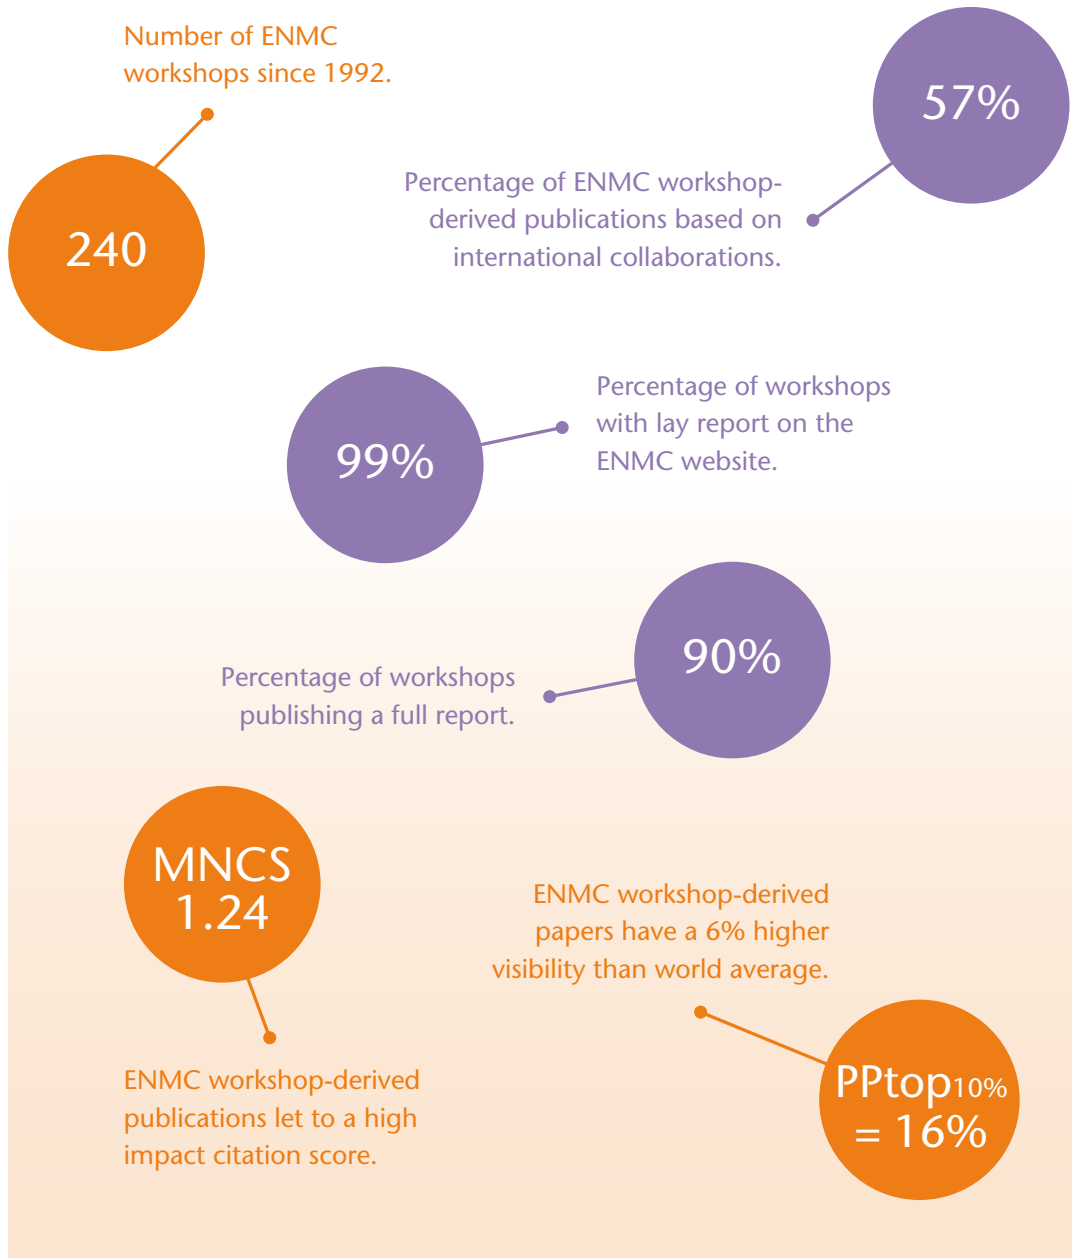 Number of ENMC
workshops since 1992.
240
57%
Percentage of ENMC workshop-
derived publications based on
international collaborations.
99%
Percentage of workshops
with lay report on the
ENMC website.
90%
Percentage of workshops
publishing a full report.
MNCS
1.24
ENMC workshop-derived
publications let to a high
impact citation score.
ENMC workshop-derived
papers have a 6% higher
visibility than world average.
PPtop10%
= 16%